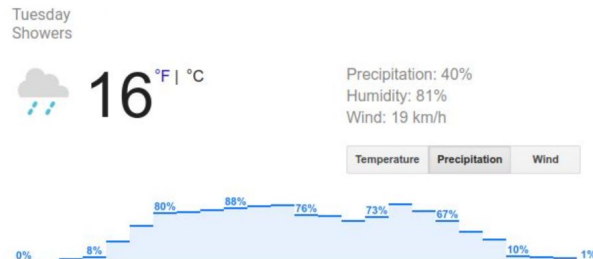 Tuesday
Showers
16 °F | °C
Precipitation: 40%
Humidity: 81%
Wind: 19 km/h
Temperature Precipitation Wind
0% 8% 80% 88% 76% 73% 67% 10% 1%